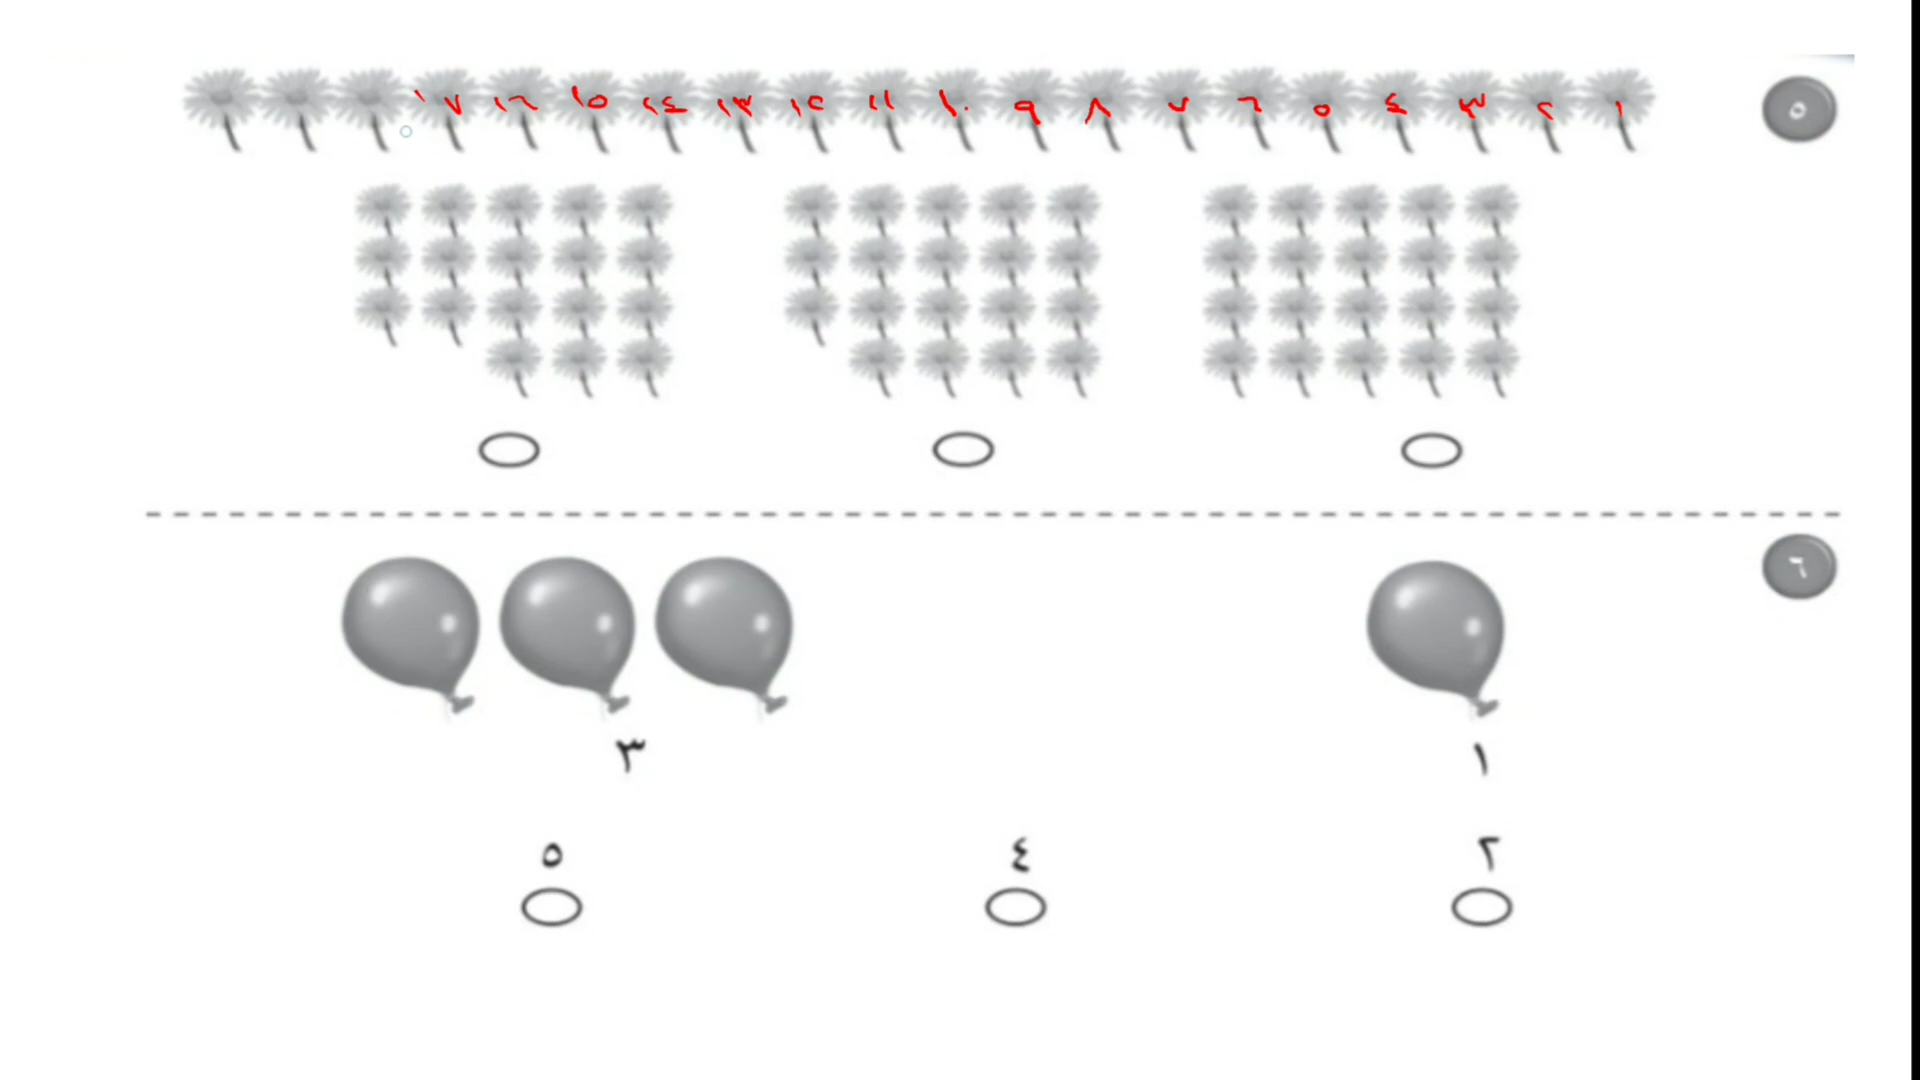 ٥
١ ٢ ٣ ٤ ٥ ٦ ٧ ٨ ٩ ١٠ ١١ ١٢ ١٣ ١٤ ١٥ ١٦ ١٧
٦
١ ٣
٢ ٤ ٥